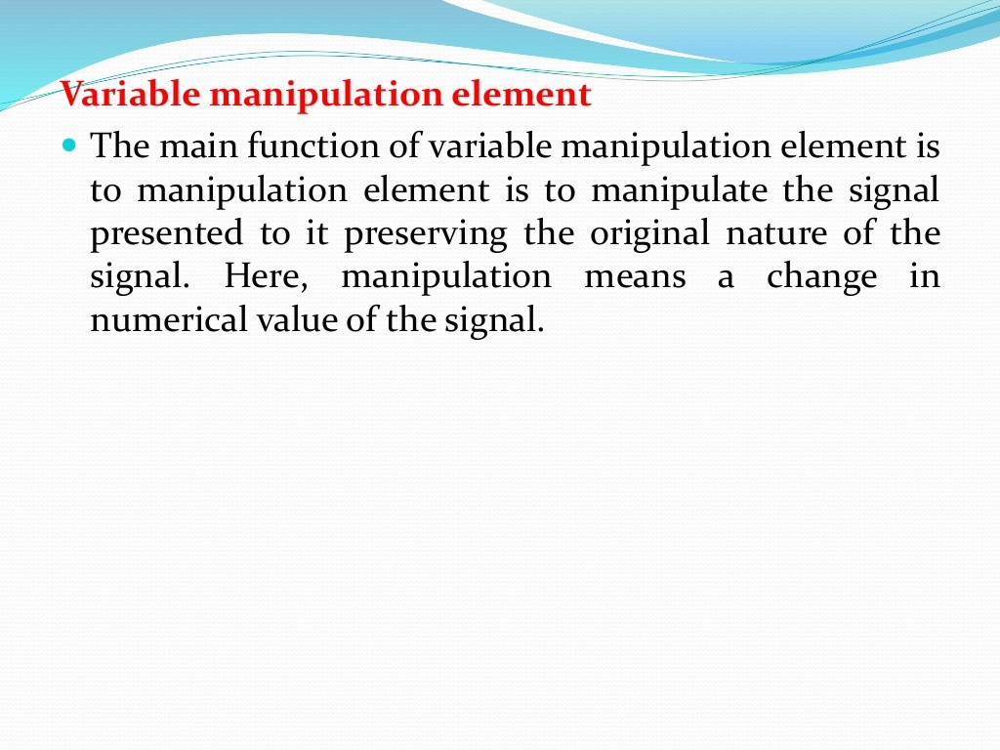 Variable manipulation element
• The main function of variable manipulation element is
to manipulation element is to manipulate the signal
presented to it preserving the original nature of the
signal. Here, manipulation means a change in
numerical value of the signal.